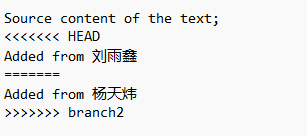 Source content of the text;
<<<<<<< HEAD
Added from 刘雨鑫
=======
Added from 杨天炜
>>>>>>> branch2